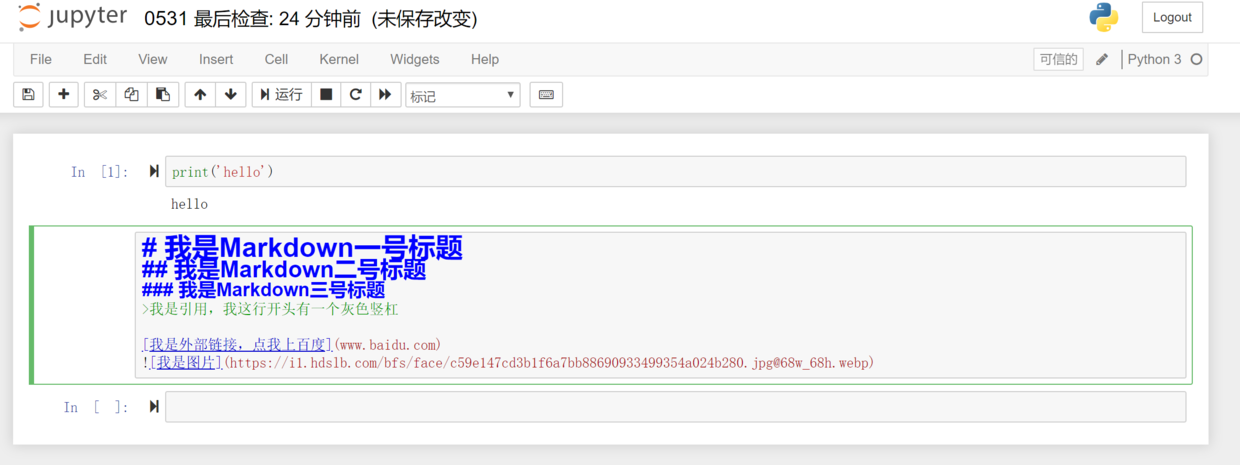 jupyter 0531 最后检查: 24 分钟前 (未保存改变) Logout
File Edit View Insert Cell Kernel Widgets Help 可信的 Python 3
运行 标记
In [1]: print('hello')
hello
# 我是Markdown一号标题
## 我是Markdown二号标题
### 我是Markdown三号标题
>我是引用，我这行开头有一个灰色竖杠
[我是外部链接，点我上百度](www.baidu.com)
![我是图片](https://i1.hdslb.com/bfs/face/c59e147cd3b1f6a7bb88690933499354a024b280.jpg@68w_68h.webp)
In [ ]: